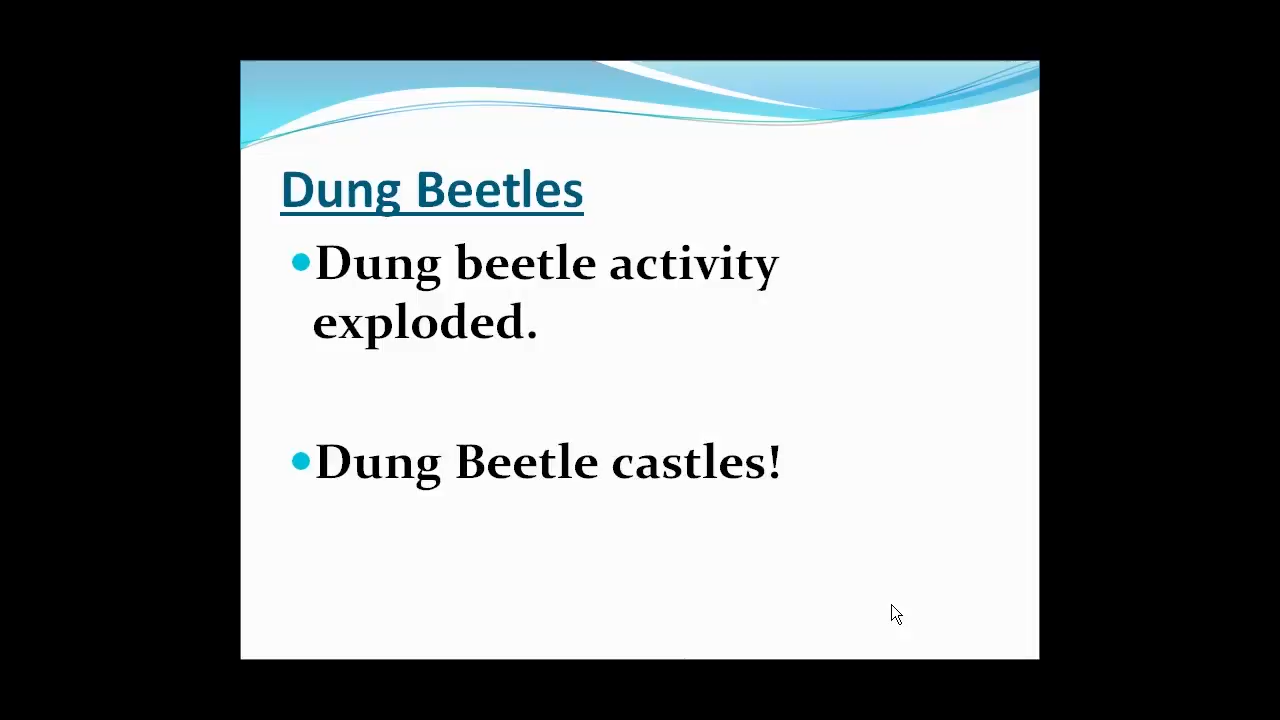 Dung Beetles
•Dung beetle activity
exploded.
•Dung Beetle castles!